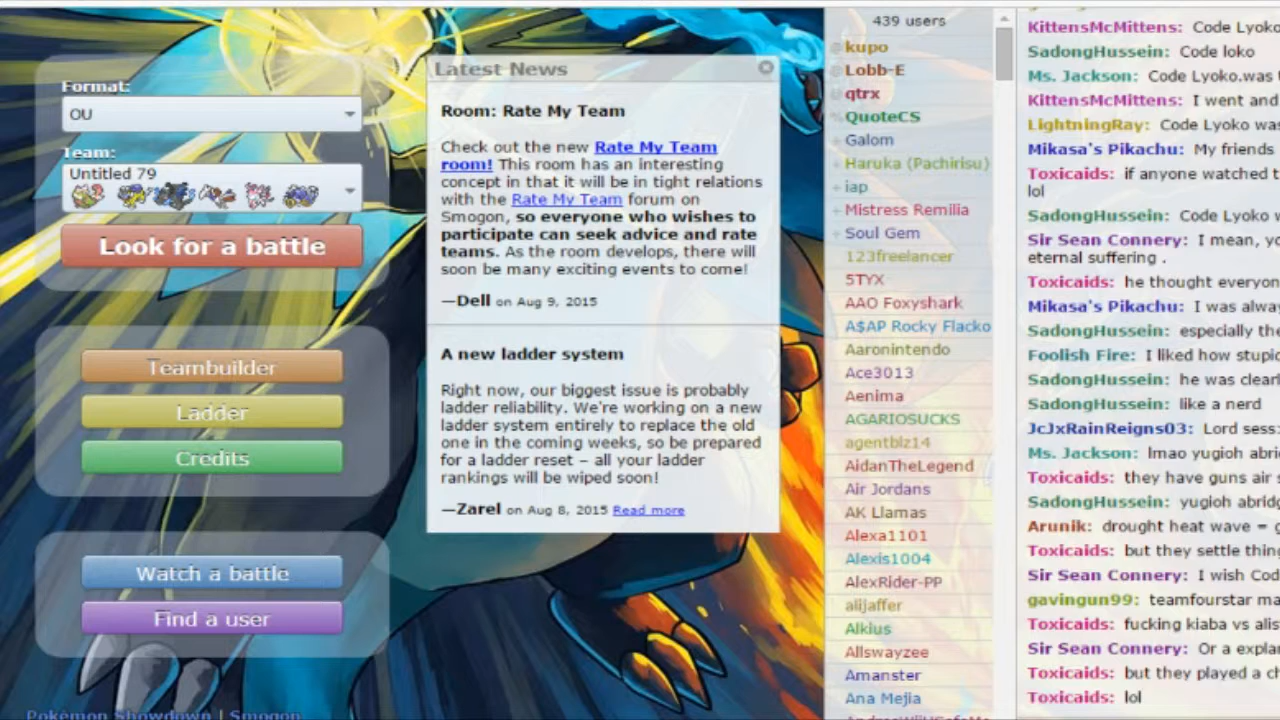 Format:
OU
Team:
Untitled 79
Look for a battle
Teambuilder
Ladder
Credits
Watch a battle
Find a user
Pokémon Showdown | Smogon
Latest News
Room: Rate My Team
Check out the new Rate My Team
room! This room has an interesting
concept in that it will be in tight relations
with the Rate My Team forum on
Smogon, so everyone who wishes to
participate can seek advice and rate
teams. As the room develops, there will
soon be many exciting events to come!
—Dell on Aug 9, 2015
A new ladder system
Right now, our biggest issue is probably
ladder reliability. We're working on a new
ladder system entirely to replace the old
one in the coming weeks, so be prepared
for a ladder reset – all your ladder
rankings will be wiped soon!
—Zarel on Aug 8, 2015 Read more
439 users
@kupo
@Lobb-E
@qtrx
%QuoteCS
+Galom
+Haruka (Pachirisu)
+iap
+Mistress Remilia
+Soul Gem
123freelancer
5TYX
AAO Foxyshark
A$AP Rocky Flacko
Aaronintendo
Ace3013
Aenima
AGARIOSUCKS
agentblz14
AidanTheLegend
Air Jordans
AK Llamas
Alexa1101
Alexis1004
AlexRider-PP
alijaffer
Alkius
Allswayzee
Amanster
Ana Mejia
KittensMcMittens: Code Lyoko
SadongHussein: Code loko
Ms. Jackson: Code Lyoko.was
KittensMcMittens: I went and
LightningRay: Code Lyoko was
Mikasa's Pikachu: My friends
Toxicaids: if anyone watched t
lol
SadongHussein: Code Lyoko
Sir Sean Connery: I mean, yo
eternal suffering .
Toxicaids: he thought everyon
Mikasa's Pikachu: I was alway
SadongHussein: especially the
Foolish Fire: I liked how stupid
SadongHussein: he was clearl
SadongHussein: like a nerd
JcJxRainReigns03: Lord sess
Ms. Jackson: lmao yugioh abri
Toxicaids: they have guns air s
SadongHussein: yugioh abrid
Arunik: drought heat wave =
Toxicaids: but they settle thing
Sir Sean Connery: I wish Cod
gavingun99: teamfourstar ma
Toxicaids: fucking kiaba vs alis
Sir Sean Connery: Or a expla
Toxicaids: but they played a ch
Toxicaids: lol